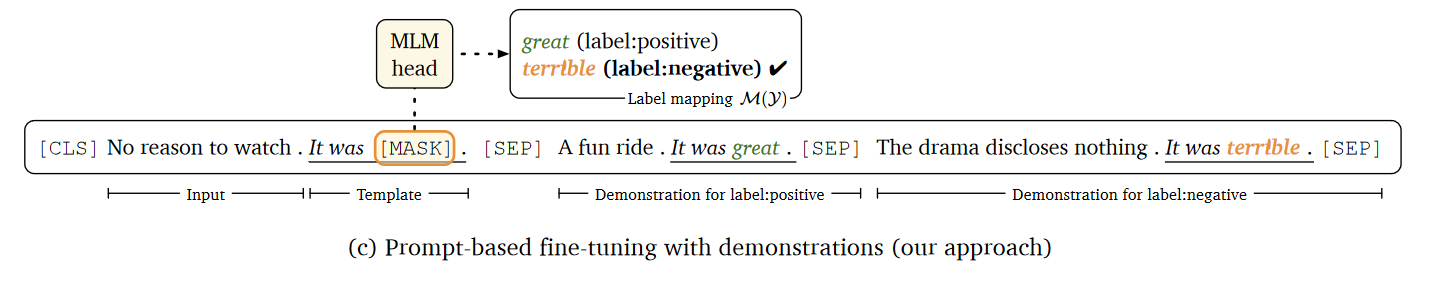 MLM
head
great (label:positive)
terrible (label:negative) ✔
Label mapping M(Y)
[CLS] No reason to watch . It was [MASK] . [SEP] A fun ride . It was great . [SEP] The drama discloses nothing . It was terrible . [SEP]
Input
Template
Demonstration for label:positive
Demonstration for label:negative
(c) Prompt-based fine-tuning with demonstrations (our approach)